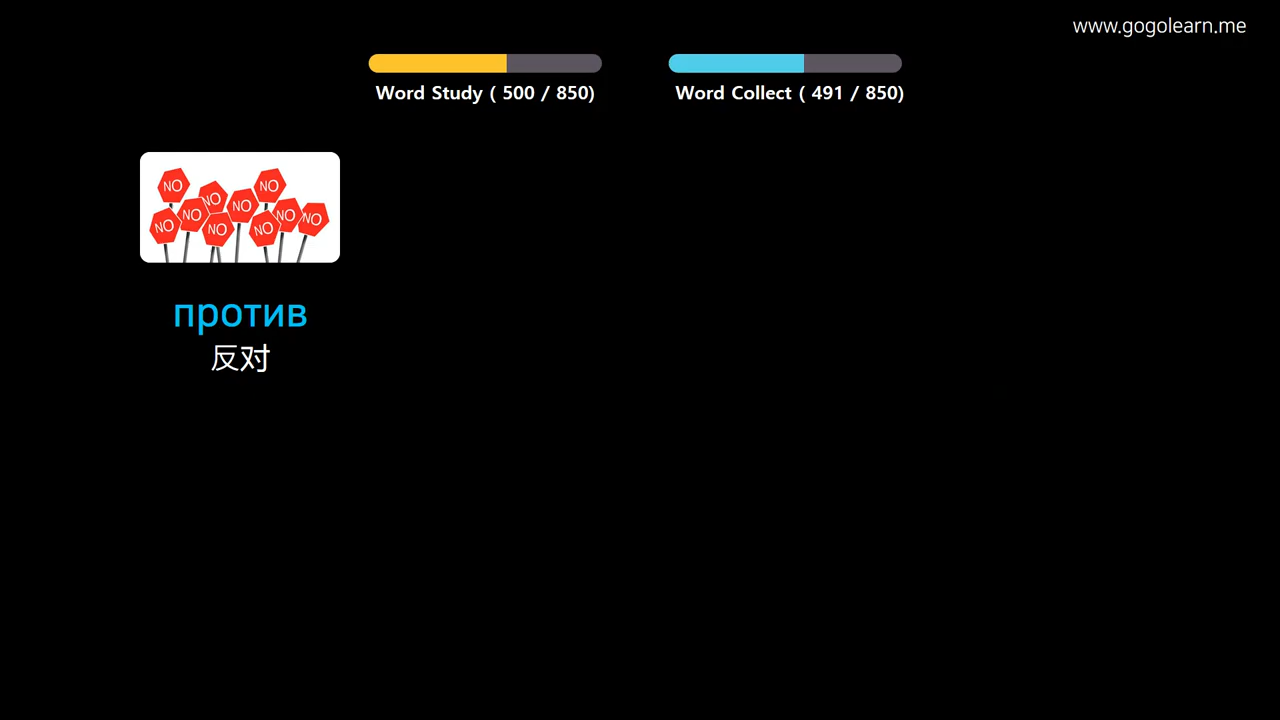 www.gogolearn.me
Word Study ( 500 / 850)
Word Collect ( 491 / 850)
NO NO
NO NO
NO NO NO
NO NO NO
против
反对